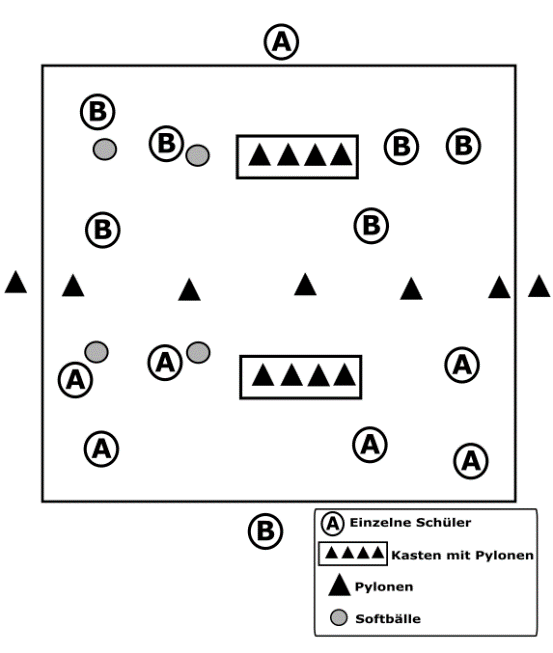 A
B
B B B
B
B B
A A
A
A A
A
B
A Einzelne Schüler
Kasten mit Pylonen
Pylonen
Softbälle